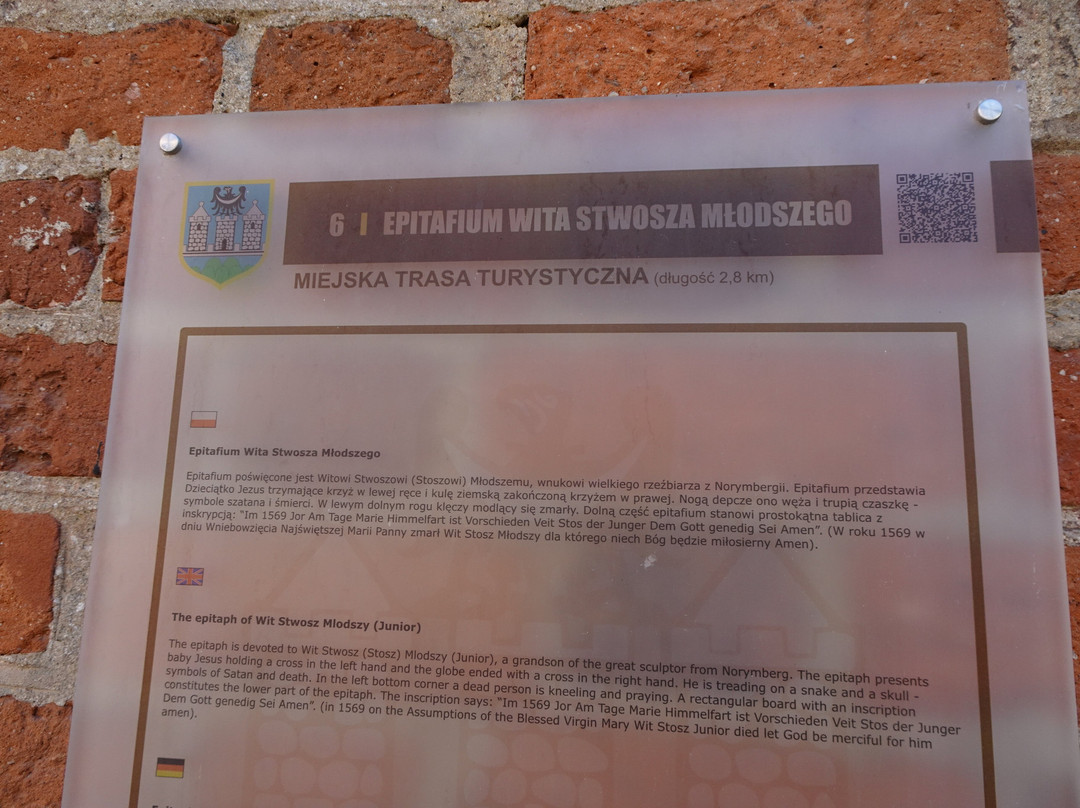 6 | EPITAFIUM WITA STWOSZA MŁODSZEGO
MIEJSKA TRASA TURYSTYCZNA (długość 2,8 km)
Epitafium Wita Stwosza Młodszego
Epitafium poświęcone jest Witowi Stwoszowi (Stoszowi) Młodszemu, wnukowi wielkiego rzeźbiarza z Norymbergii. Epitafium przedstawia
Dzieciątko Jezus trzymające krzyż w lewej ręce i kulę ziemską zakończoną krzyżem w prawej. Nogą depcze ono węża i trupią czaszkę -
symbole szatana i śmierci. W lewym dolnym rogu klęczy modlący się zmarły. Dolną część epitafium stanowi prostokątna tablica z
inskrypcją: "Im 1569 Jor Am Tage Marie Himmelfart ist Vorschieden Veit Stos der Junger Dem Gott genedig Sei Amen". (W roku 1569 w
dniu Wniebowzięcia Najświętszej Marii Panny zmarł Wit Stosz Młodszy dla którego niech Bóg będzie miłosierny Amen).
The epitaph of Wit Stwosz Mlodszy (Junior)
The epitaph is devoted to Wit Stwosz (Stosz) Mlodszy (Junior), a grandson of the great sculptor from Norymberg. The epitaph presents
baby Jesus holding a cross in the left hand and the globe ended with a cross in the right hand. He is treading on a snake and a skull -
symbols of Satan and death. In the left bottom corner a dead person is kneeling and praying. A rectangular board with an inscription
constitutes the lower part of the epitaph. The inscription says: "Im 1569 Jor Am Tage Marie Himmelfart ist Vorschieden Veit Stos der Junger
Dem Gott genedig Sei Amen". (in 1569 on the Assumptions of the Blessed Virgin Mary Wit Stosz Junior died let God be merciful for him
amen).